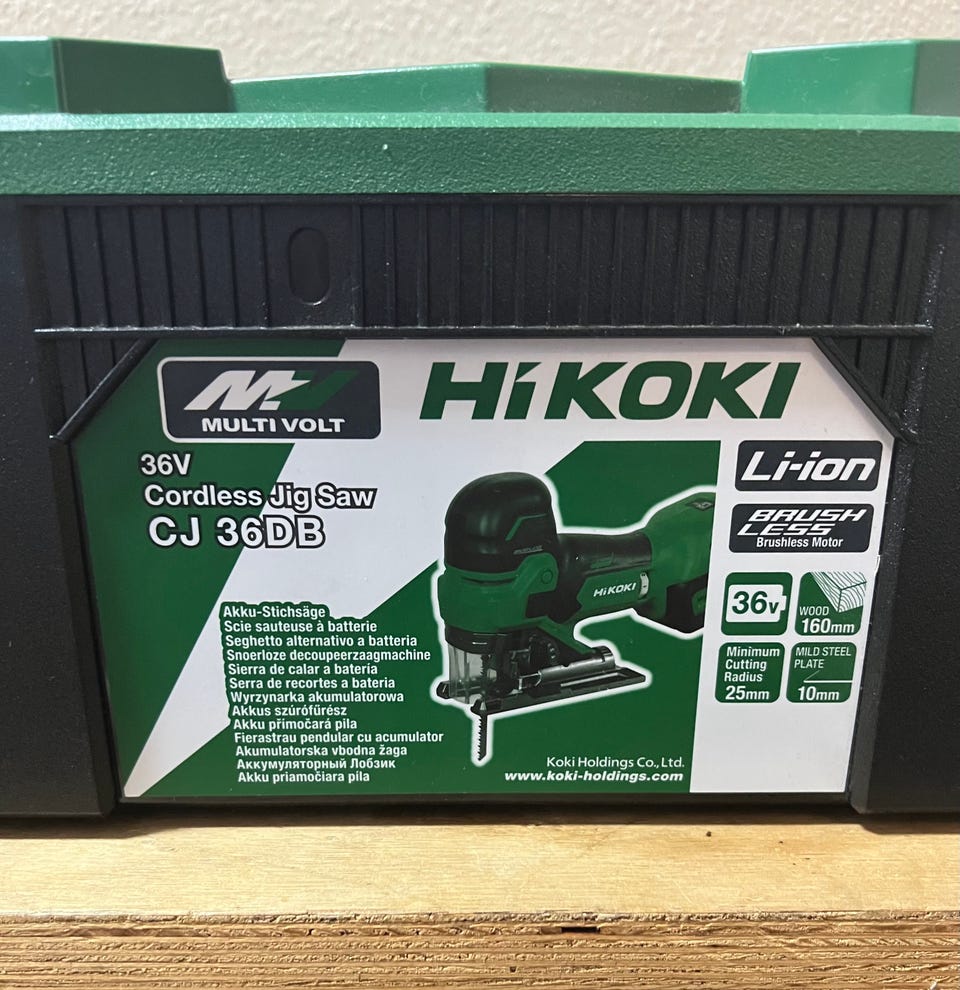 MULTI VOLT
HiKOKI
36V
Cordless Jig Saw
CJ 36DB
Li-ion
BRUSH
LESS
Brushless Motor
HiKOKI
36V
WOOD
160mm
Minimum
Cutting
Radius
25mm
MILD STEEL
PLATE
10mm
Akku-Stichsäge
Scie sauteuse à batterie
Seghetto alternativo a batteria
Snoerloze decoupeerzaagmachine
Sierra de calar a batería
Serra de recortes a bateria
Wyrzynarka akumulatorowa
Akkus szúrófűrész
Akku přímočará pila
Fierastrau pendular cu acumulator
Akumulatorska vbodna žaga
Аккумуляторный Лобзик
Akku priamočiara píla
Koki Holdings Co., Ltd.
www.koki-holdings.com